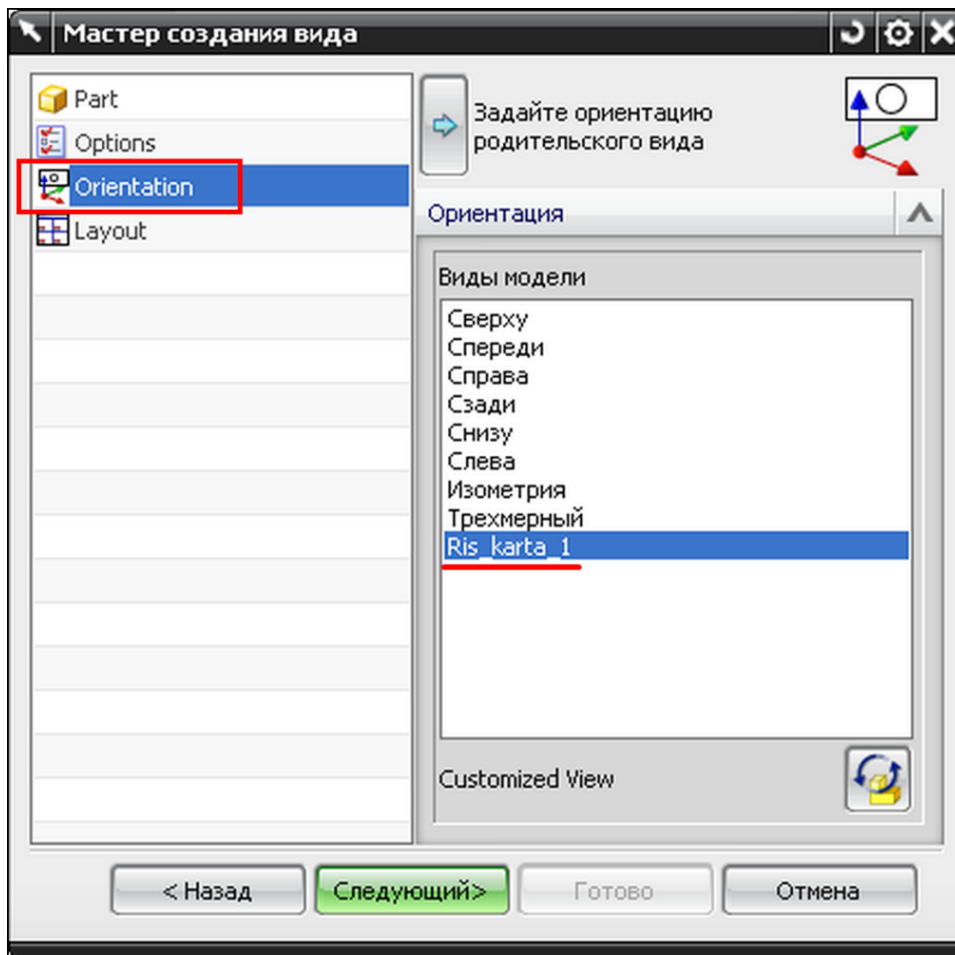 Мастер создания вида
Part
Options
Orientation
Layout
Задайте ориентацию
родительского вида
Ориентация
Виды модели
Сверху
Спереди
Справа
Сзади
Снизу
Слева
Изометрия
Трехмерный
Ris_karta_1
Customized View
< Назад
Следующий>
Готово
Отмена